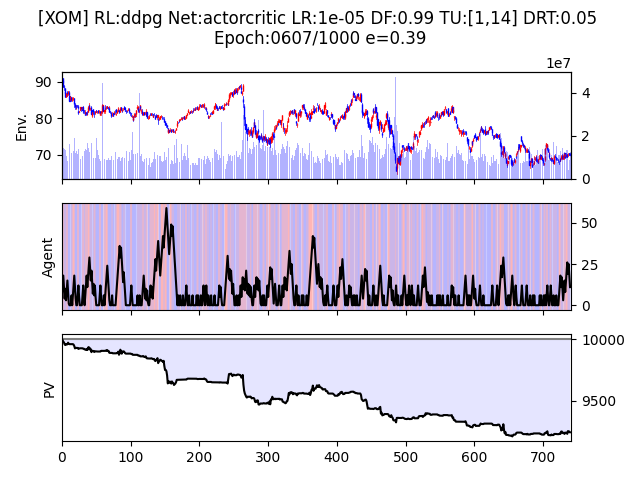 [XOM] RL:ddpg Net:actorcritic LR:1e-05 DF:0.99 TU:[1,14] DRT:0.05
Epoch:0607/1000 e=0.39
1e7
90
80
70
Env.
4
2
0
Agent
50
25
0
PV
10000
9500
0 100 200 300 400 500 600 700